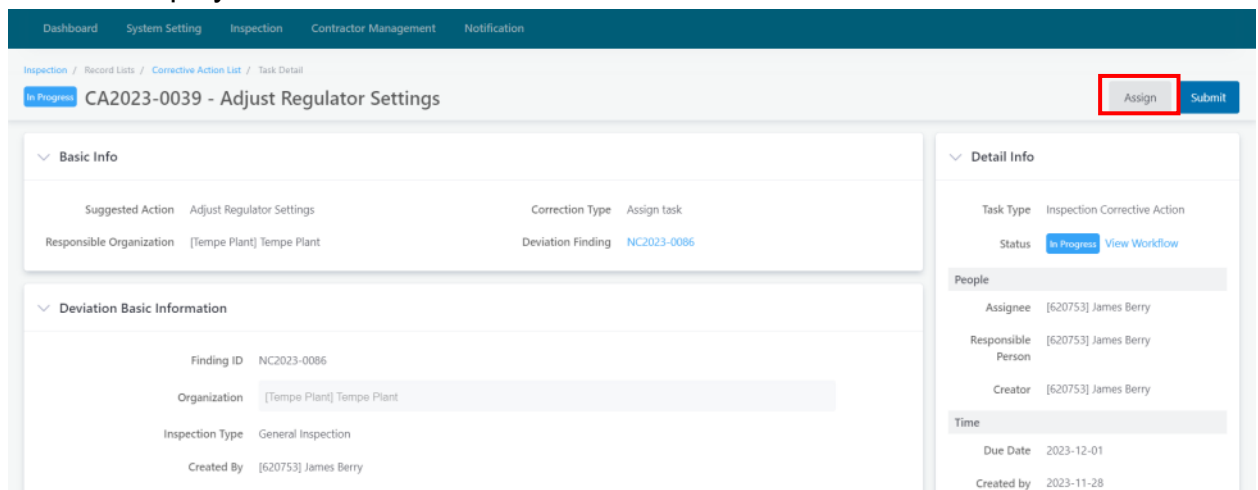 Dashboard System Setting Inspection Contractor Management Notification
Inspection / Record Lists / Corrective Action List / Task Detail
In Progress CA2023-0039 - Adjust Regulator Settings
Assign Submit
Basic Info
Suggested Action Adjust Regulator Settings Correction Type Assign task
Responsible Organization [Tempe Plant] Tempe Plant Deviation Finding NC2023-0086
Deviation Basic Information
Finding ID NC2023-0086
Organization [Tempe Plant] Tempe Plant
Inspection Type General Inspection
Created By [620753] James Berry
Detail Info
Task Type Inspection Corrective Action
Status In Progress View Workflow
People
Assignee [620753] James Berry
Responsible
Person [620753] James Berry
Creator [620753] James Berry
Time
Due Date 2023-12-01
Created by 2023-11-28